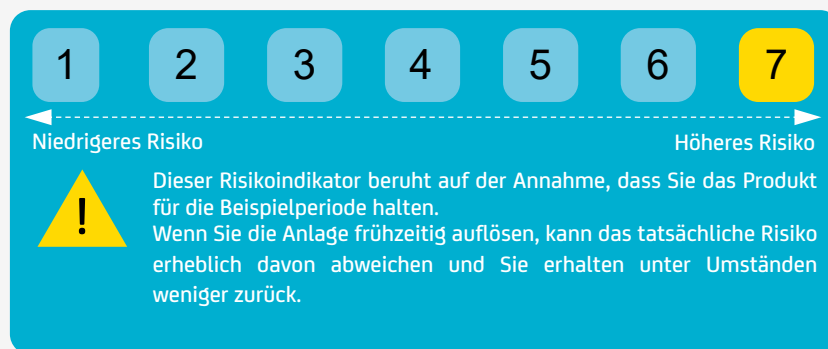 1 2 3 4 5 6 7
Niedrigeres Risiko Höheres Risiko
!
Dieser Risikoindikator beruht auf der Annahme, dass Sie das Produkt
für die Beispielperiode halten.
Wenn Sie die Anlage frühzeitig auflösen, kann das tatsächliche Risiko
erheblich davon abweichen und Sie erhalten unter Umständen
weniger zurück.